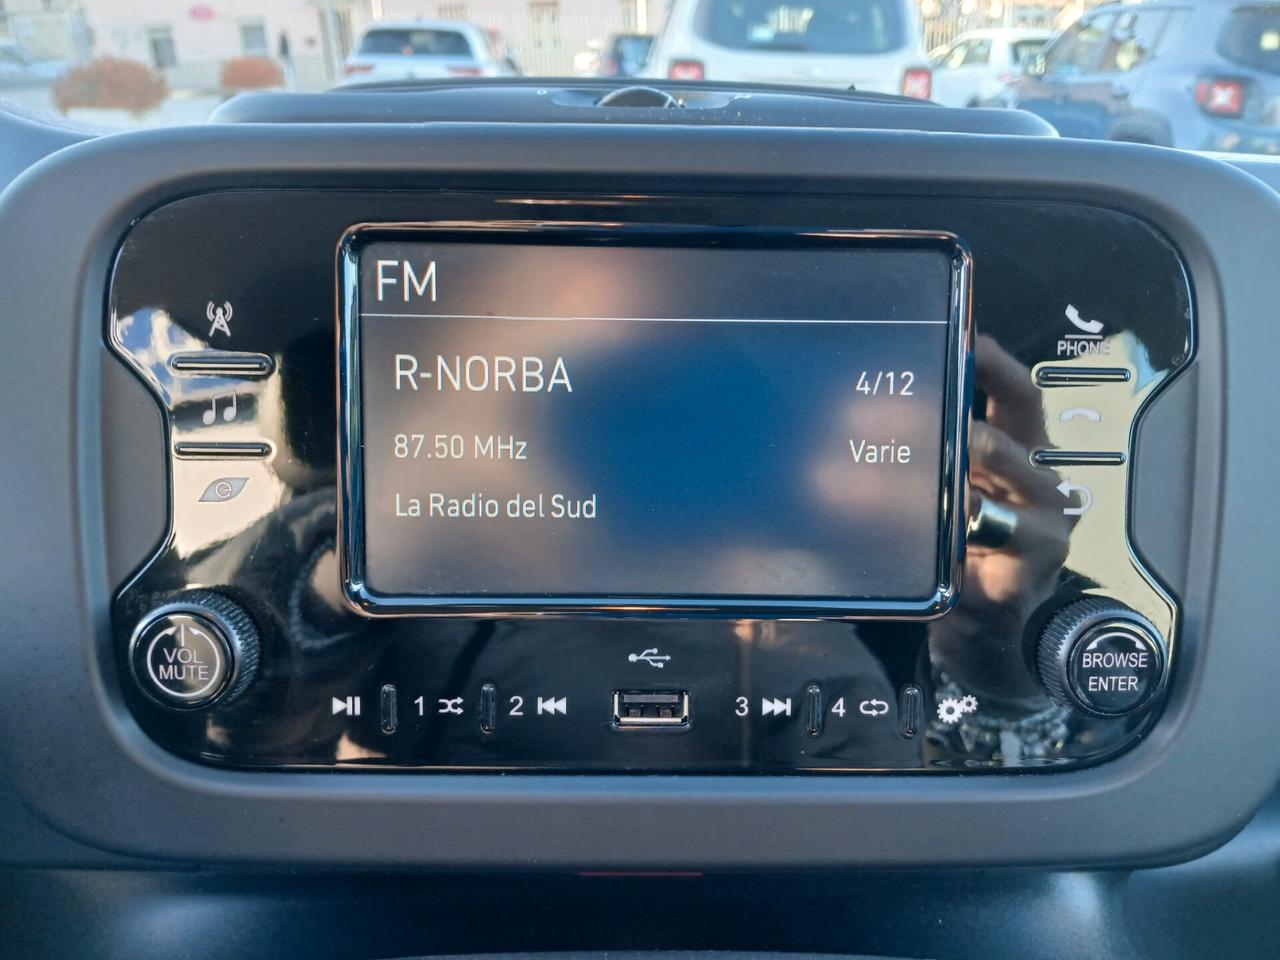 FM
R-NORBA 4/12
87.50 MHz Varie
La Radio del Sud
PHONE
VOL
MUTE
BROWSE
ENTER
1 2 3 4